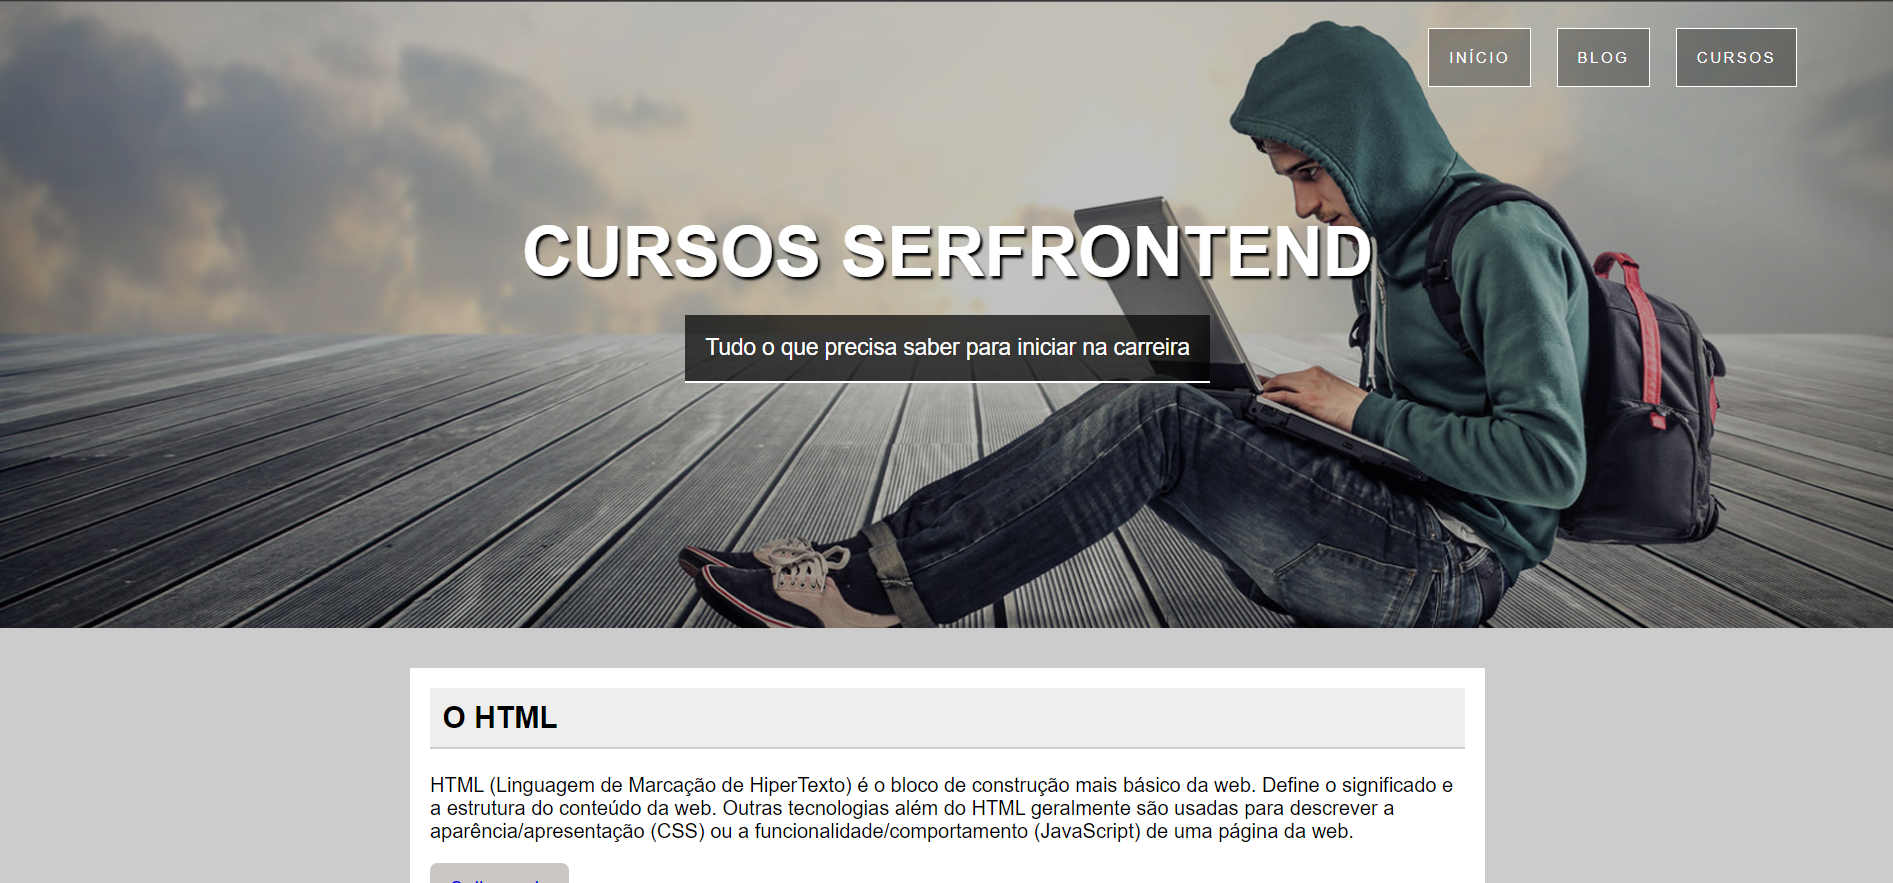 INÍCIO
BLOG
CURSOS
CURSOS SERFRONTEND
Tudo o que precisa saber para iniciar na carreira
O HTML
HTML (Linguagem de Marcação de HiperTexto) é o bloco de construção mais básico da web. Define o significado e
a estrutura do conteúdo da web. Outras tecnologias além do HTML geralmente são usadas para descrever a
aparência/apresentação (CSS) ou a funcionalidade/comportamento (JavaScript) de uma página da web.